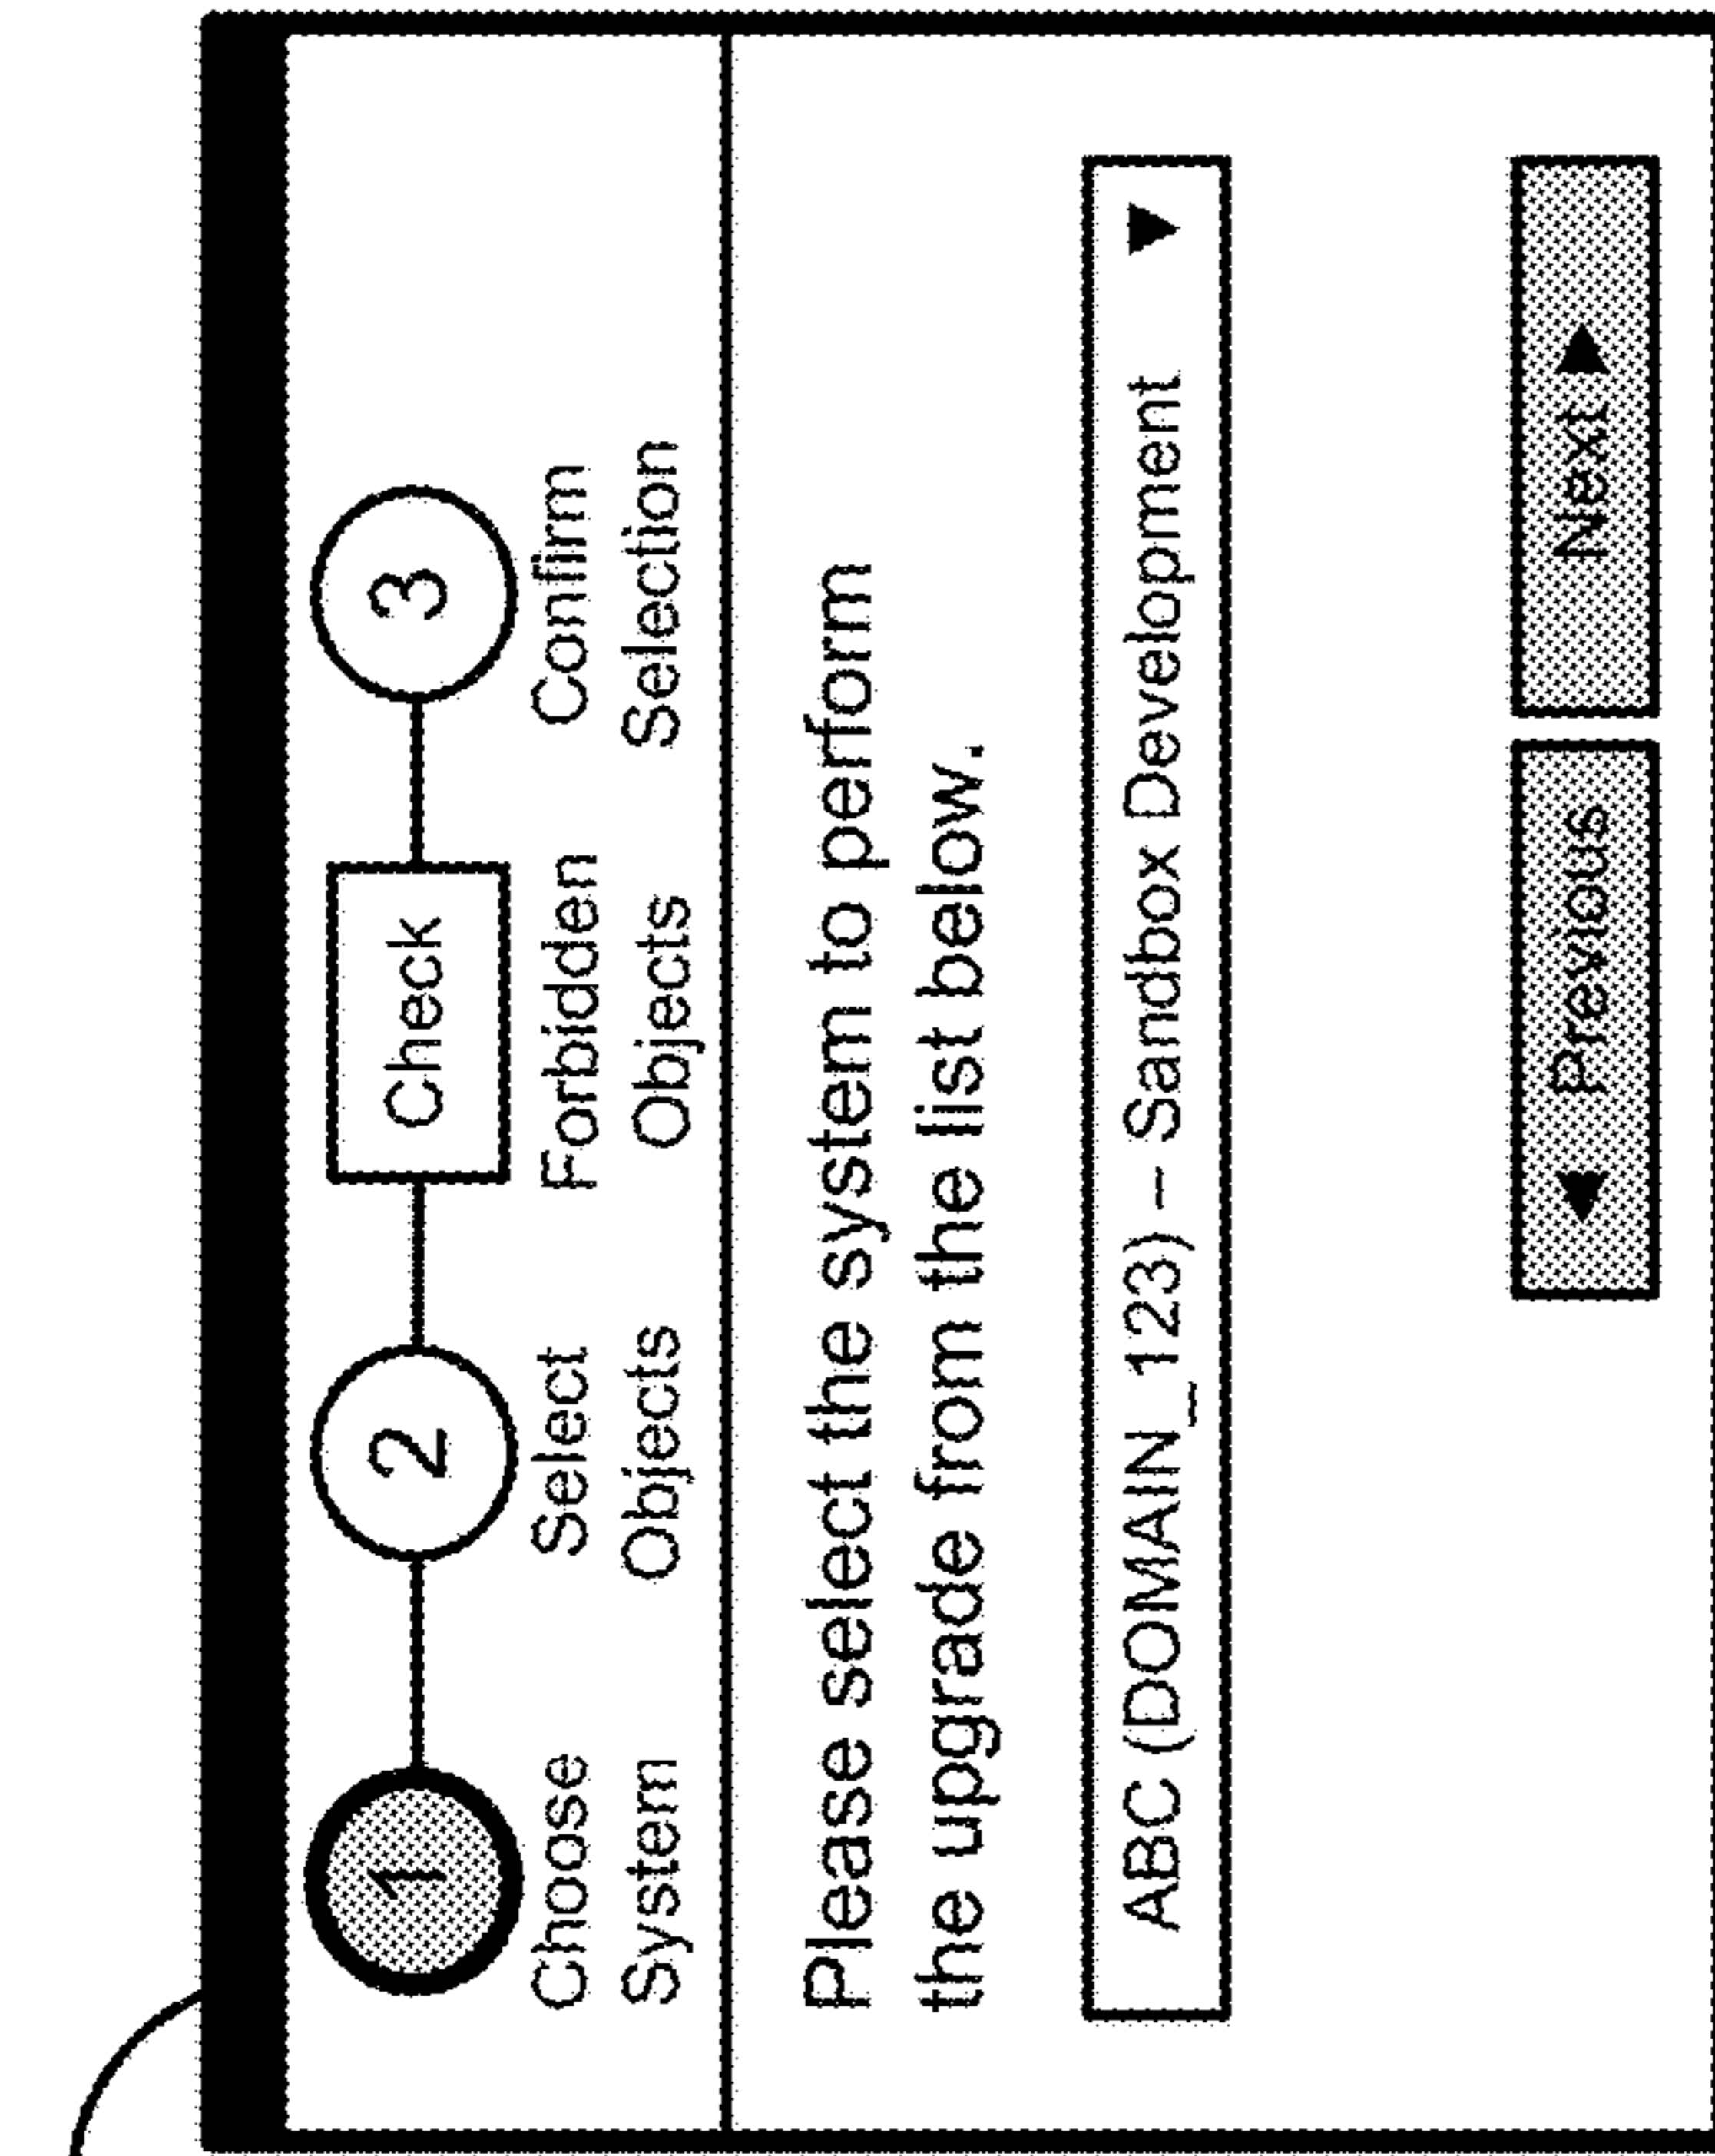 1
2
Check
3
Choose
System
Select
Objects
Forbidden
Objects
Confirm
Selection
Please select the system to perform
the upgrade from the list below.
ABC (DOMAIN_123) – Sandbox Development ▼
◀ Previous
Next ▶